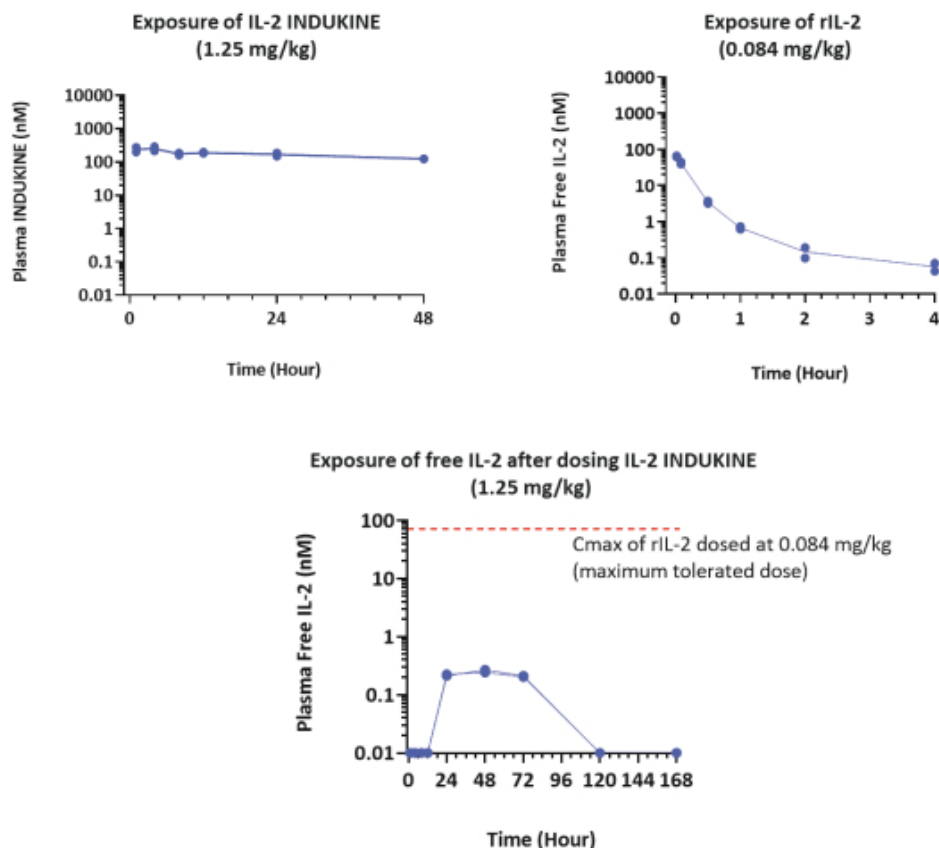 Exposure of IL-2 INDUKINE
(1.25 mg/kg)
Plasma INDUKINE (nM)
10000
1000
100
10
1
0.1
0.01
0
24
48
Time (Hour)
Exposure of rIL-2
(0.084 mg/kg)
Plasma Free IL-2 (nM)
10000
1000
100
10
1
0.1
0.01
0
1
2
3
4
Time (Hour)
Exposure of free IL-2 after dosing IL-2 INDUKINE
(1.25 mg/kg)
Plasma Free IL-2 (nM)
100
10
1
0.1
0.01
Cmax of rIL-2 dosed at 0.084 mg/kg
(maximum tolerated dose)
0 24 48 72 96 120 144 168
Time (Hour)